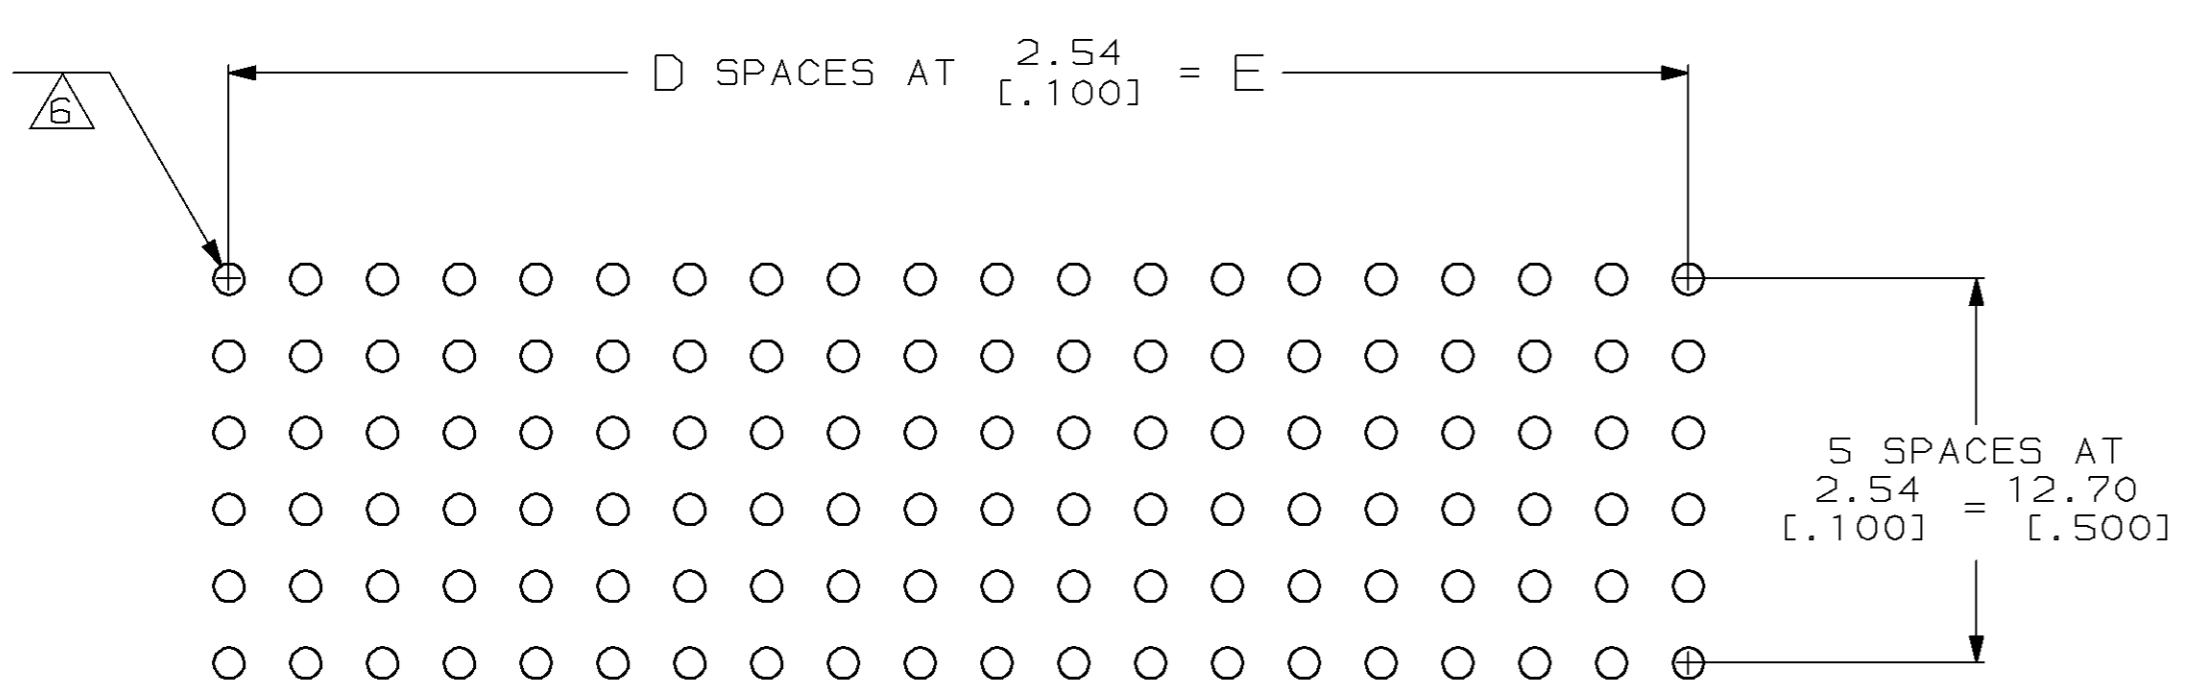 D SPACES AT 2.54 [.100] = E
6
5 SPACES AT
2.54 = 12.70
[.100] [.500]